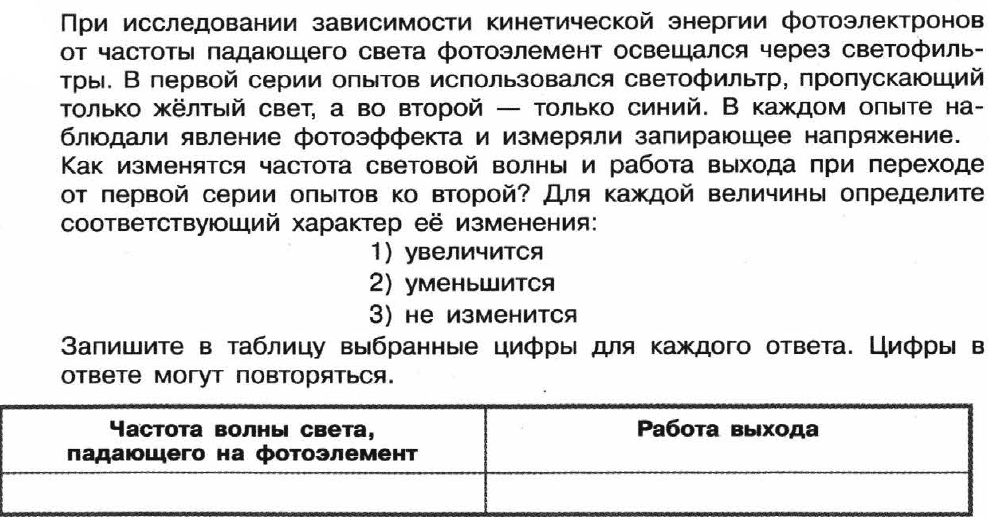 При исследовании зависимости кинетической энергии фотоэлектронов
от частоты падающего света фотоэлемент освещался через светофиль-
тры. В первой серии опытов использовался светофильтр, пропускающий
только жёлтый свет, а во второй — только синий. В каждом опыте на-
блюдали явление фотоэффекта и измеряли запирающее напряжение.
Как изменятся частота световой волны и работа выхода при переходе
от первой серии опытов ко второй? Для каждой величины определите
соответствующий характер её изменения:
1) увеличится
2) уменьшится
3) не изменится
Запишите в таблицу выбранные цифры для каждого ответа. Цифры в
ответе могут повторяться.
Частота волны света,
падающего на фотоэлемент
Работа выхода